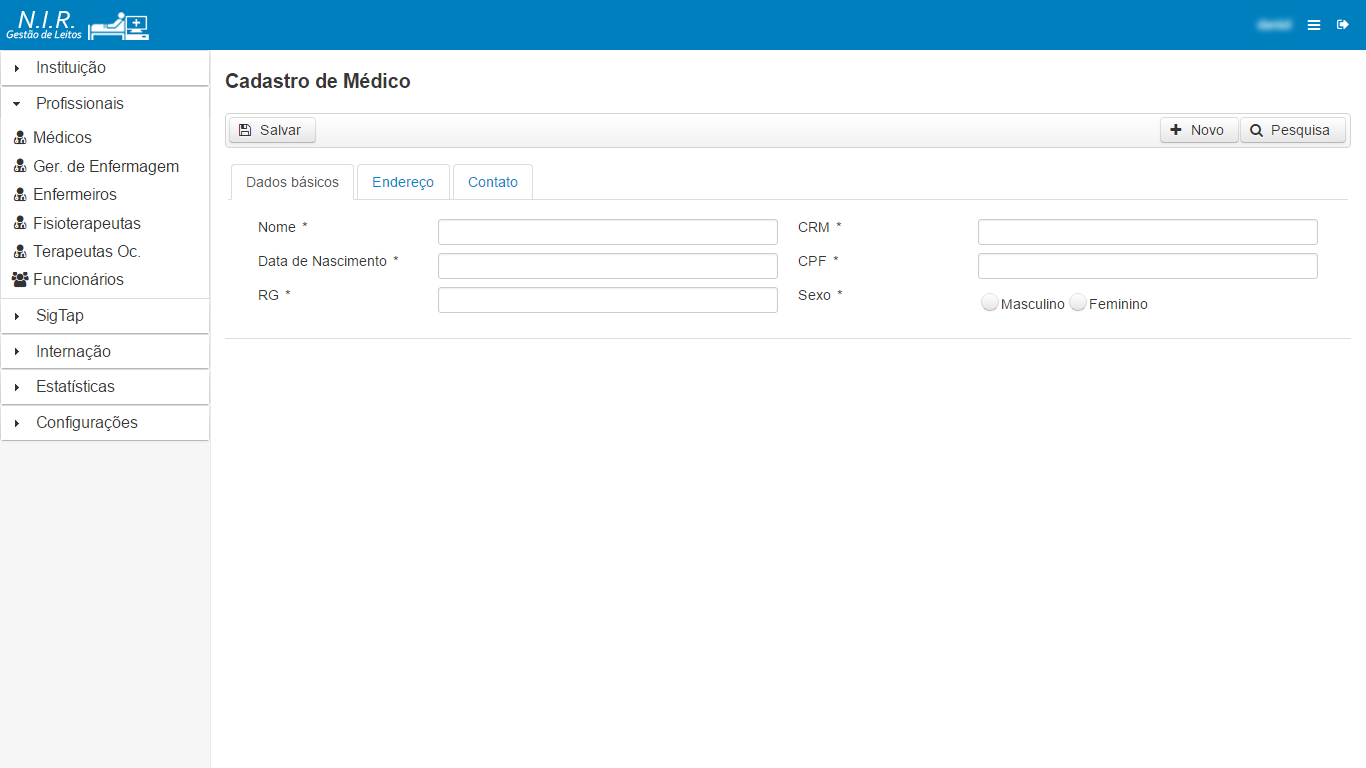 N.I.R.
Gestão de Leitos
Instituição
Profissionais
Médicos
Ger. de Enfermagem
Enfermeiros
Fisioterapeutas
Terapeutas Oc.
Funcionários
SigTap
Internação
Estatísticas
Configurações
Cadastro de Médico
Salvar Novo Pesquisa
Dados básicos Endereço Contato
Nome * CRM *
Data de Nascimento * CPF *
RG * Sexo * Masculino Feminino